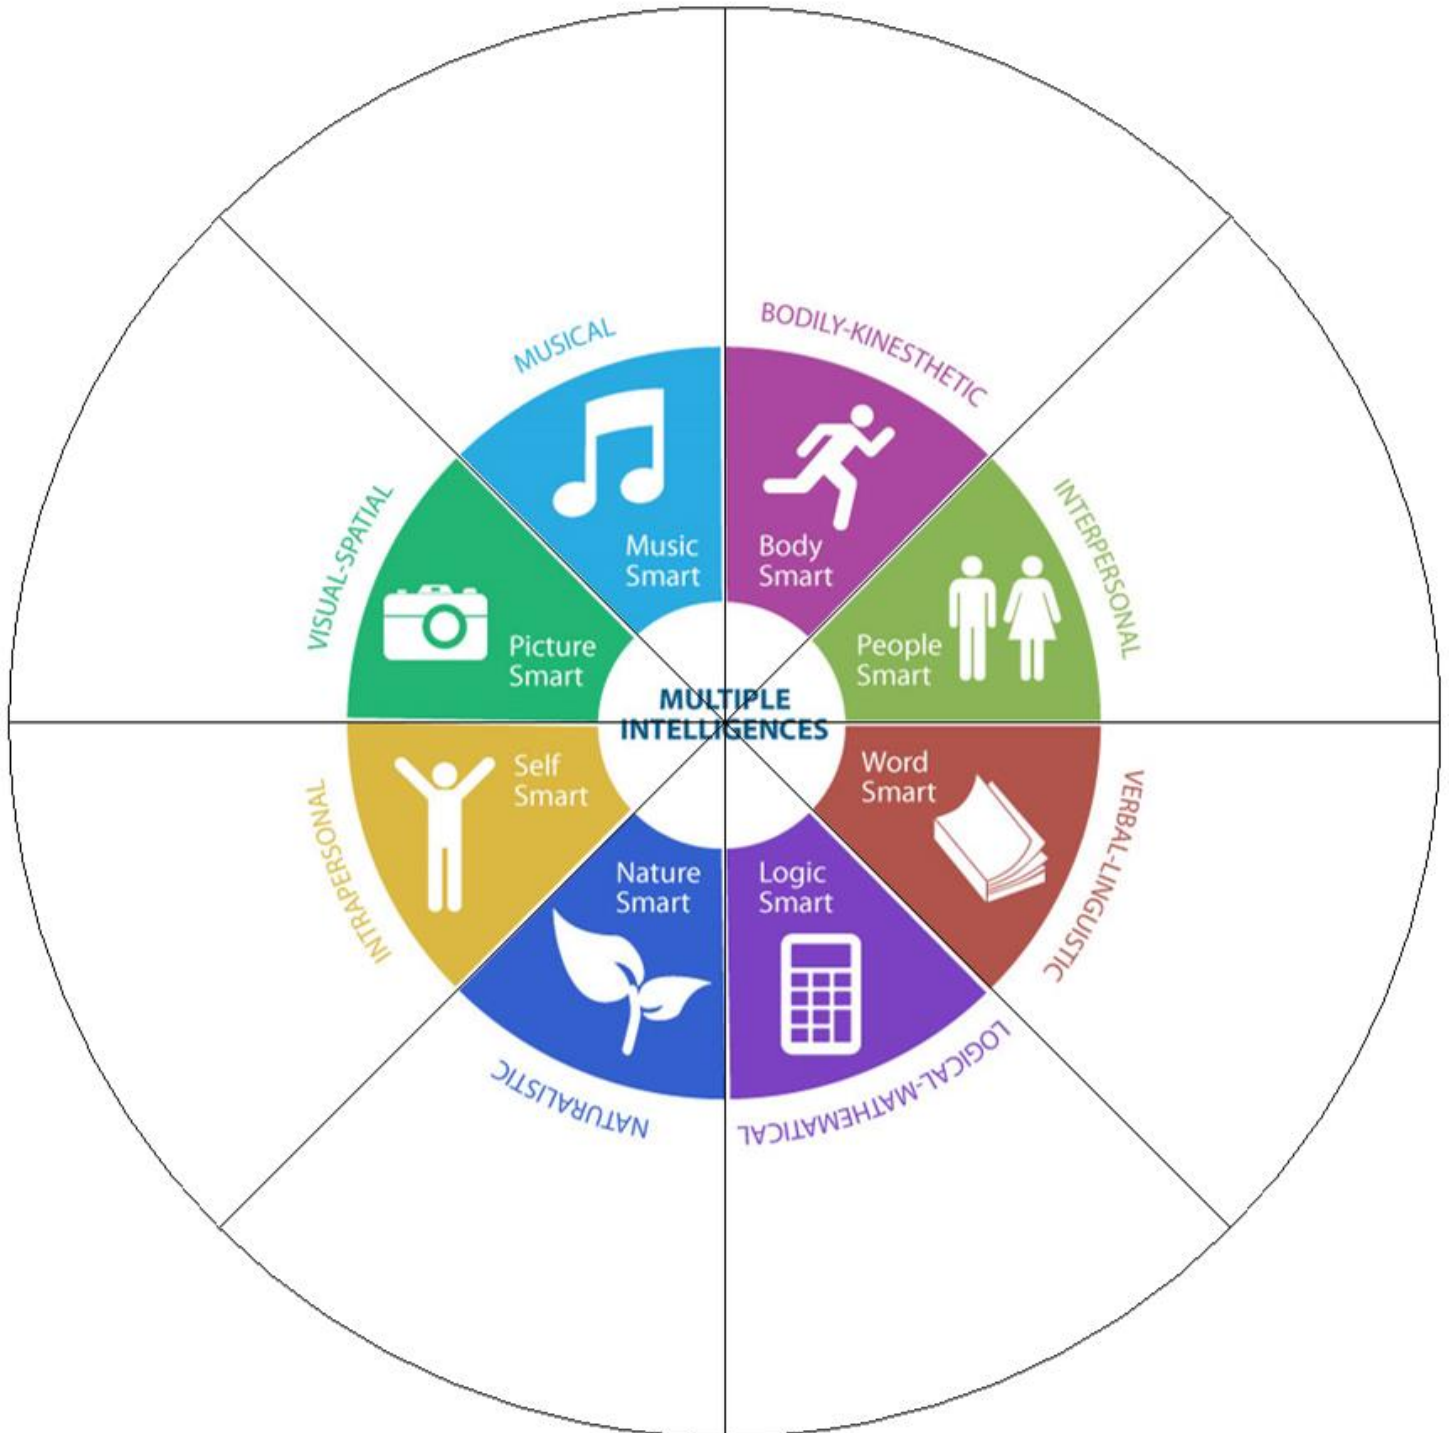 MUSICAL
BODILY-KINESTHETIC
VISUAL-SPATIAL
INTERPERSONAL
Music
Smart
Body
Smart
Picture
Smart
People
Smart
MULTIPLE
INTELLIGENCES
Self
Smart
Word
Smart
Nature
Smart
Logic
Smart
INTRAPERSONAL
VERBAL-LINGUISTIC
NATURALISTIC
LOGICAL-MATHEMATICAL